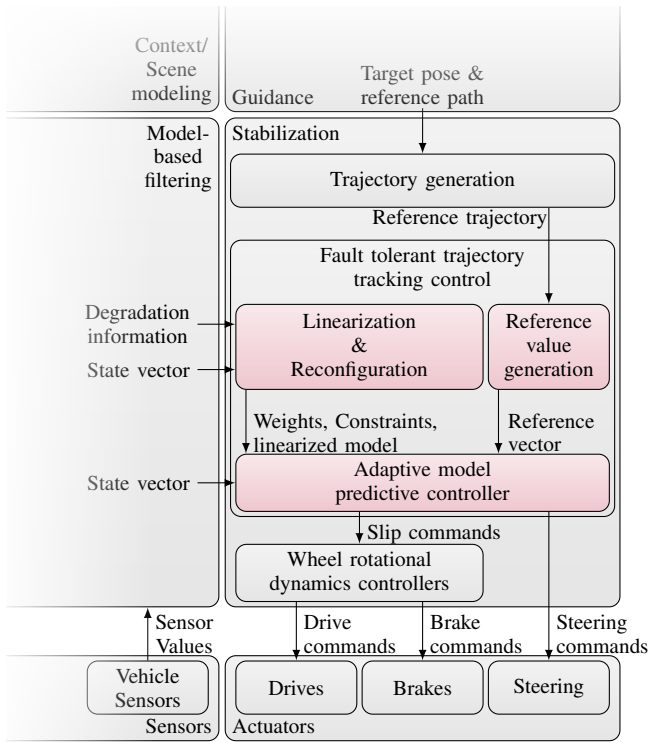 Context/
Scene
modeling
Guidance
Target pose &
reference path
Model-
based
filtering
Stabilization
Trajectory generation
Reference trajectory
Fault tolerant trajectory
tracking control
Degradation
information
State vector
Linearization
&
Reconfiguration
Reference
value
generation
Weights, Constraints,
linearized model
Reference
vector
State vector
Adaptive model
predictive controller
Slip commands
Wheel rotational
dynamics controllers
Sensor
Values
Drive
commands
Brake
commands
Steering
commands
Vehicle
Sensors
Sensors
Drives
Brakes
Steering
Actuators